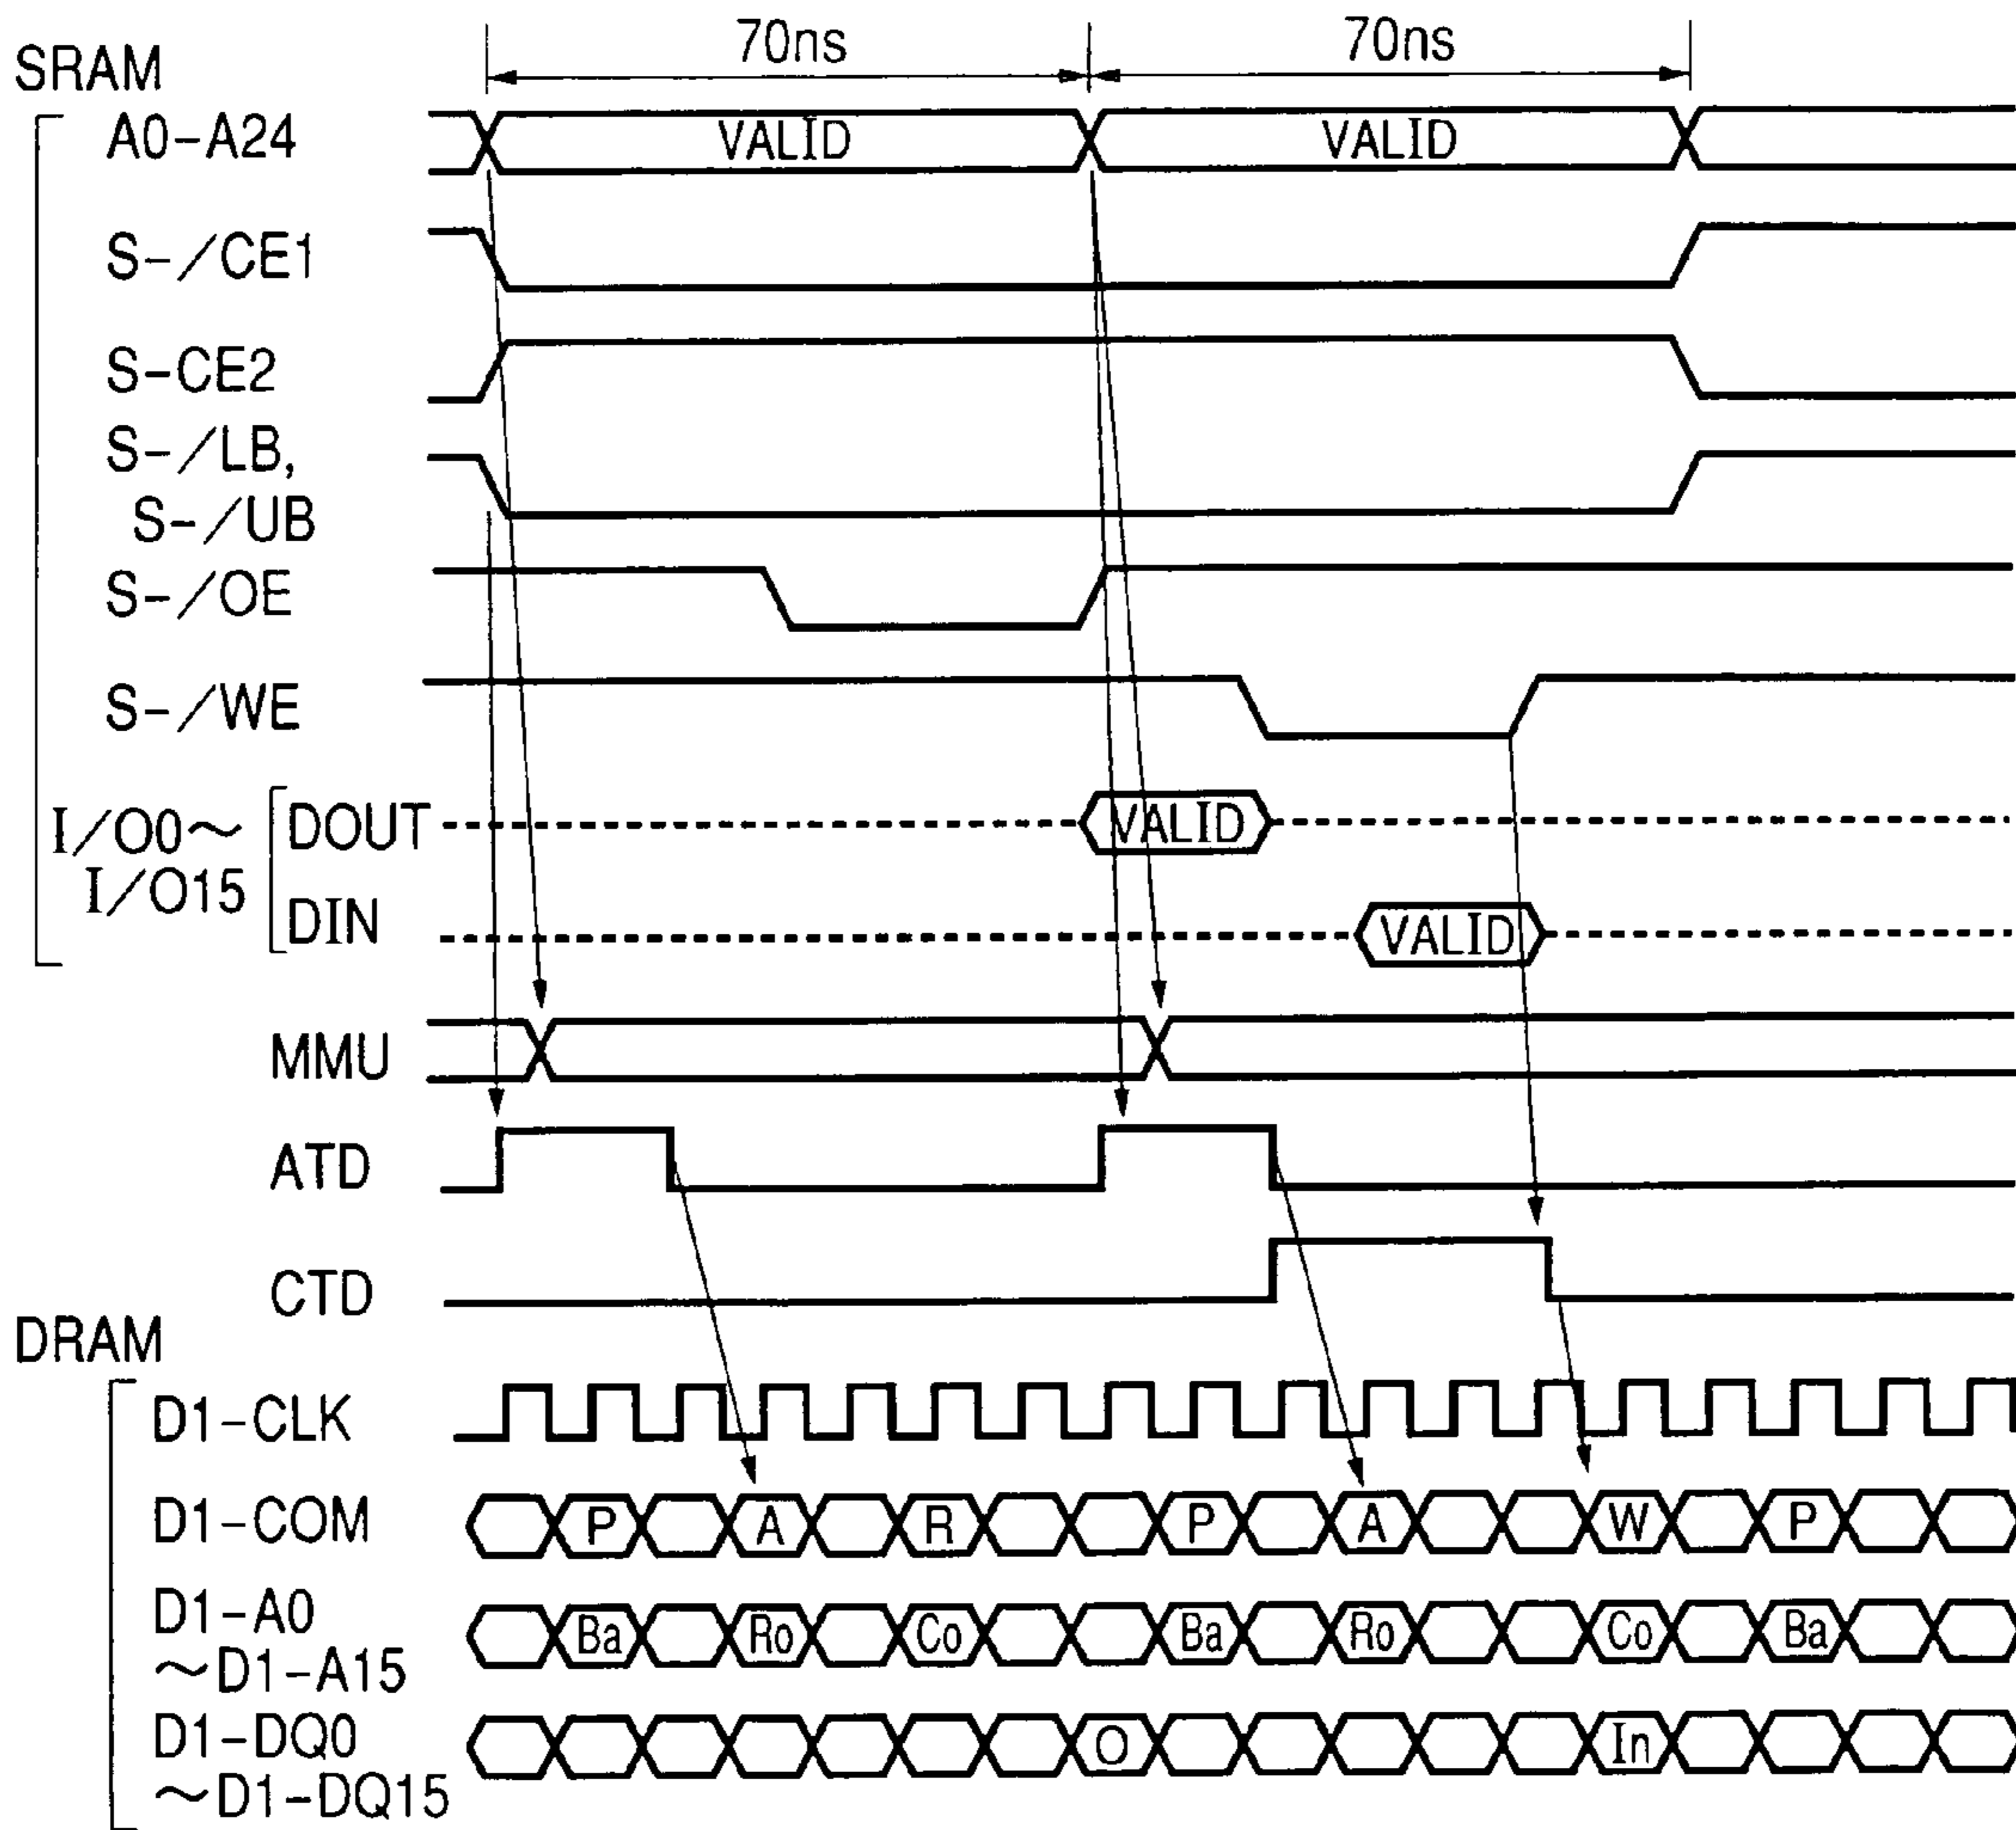 70ns 70ns
SRAM
A0-A24 VALID VALID
S-/CE1
S-CE2
S-/LB,
S-/UB
S-/OE
S-/WE
I/O0~
I/O15
DOUT VALID
DIN VALID
MMU
ATD
CTD
DRAM
D1-CLK
D1-COM P A R P A W P
D1-A0
~D1-A15
Ba Ro Co Ba Ro Co Ba
D1-DQ0
~D1-DQ15
O In